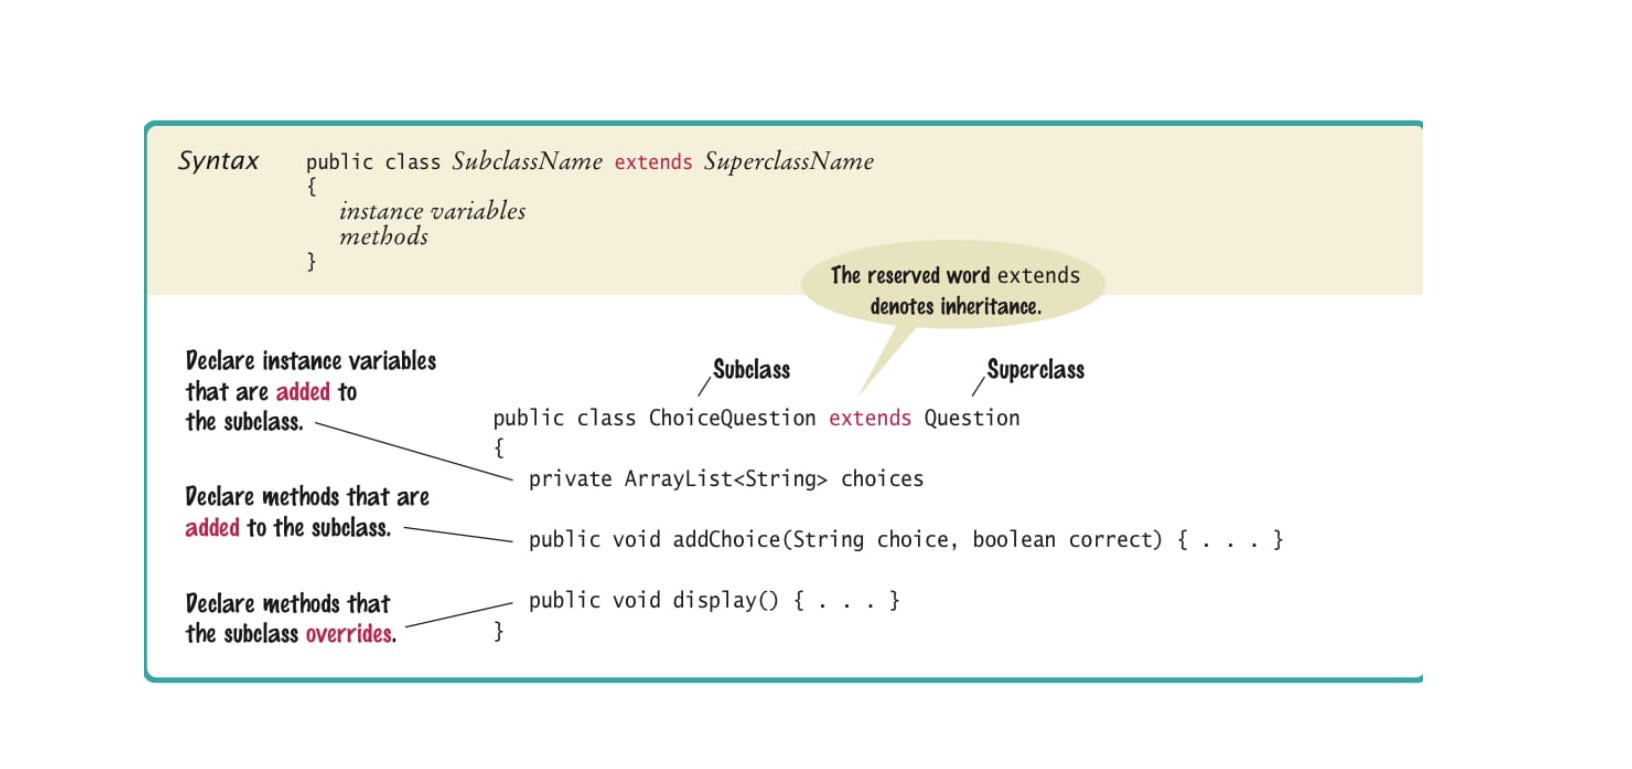 Syntax public class SubclassName extends SuperclassName
{
instance variables
methods
}
The reserved word extends
denotes inheritance.
Declare instance variables
that are added to
the subclass.
Subclass
Superclass
public class ChoiceQuestion extends Question
{
private ArrayList<String> choices
Declare methods that are
added to the subclass.
public void addChoice(String choice, boolean correct) { . . . }
Declare methods that
the subclass overrides.
public void display() { . . . }
}